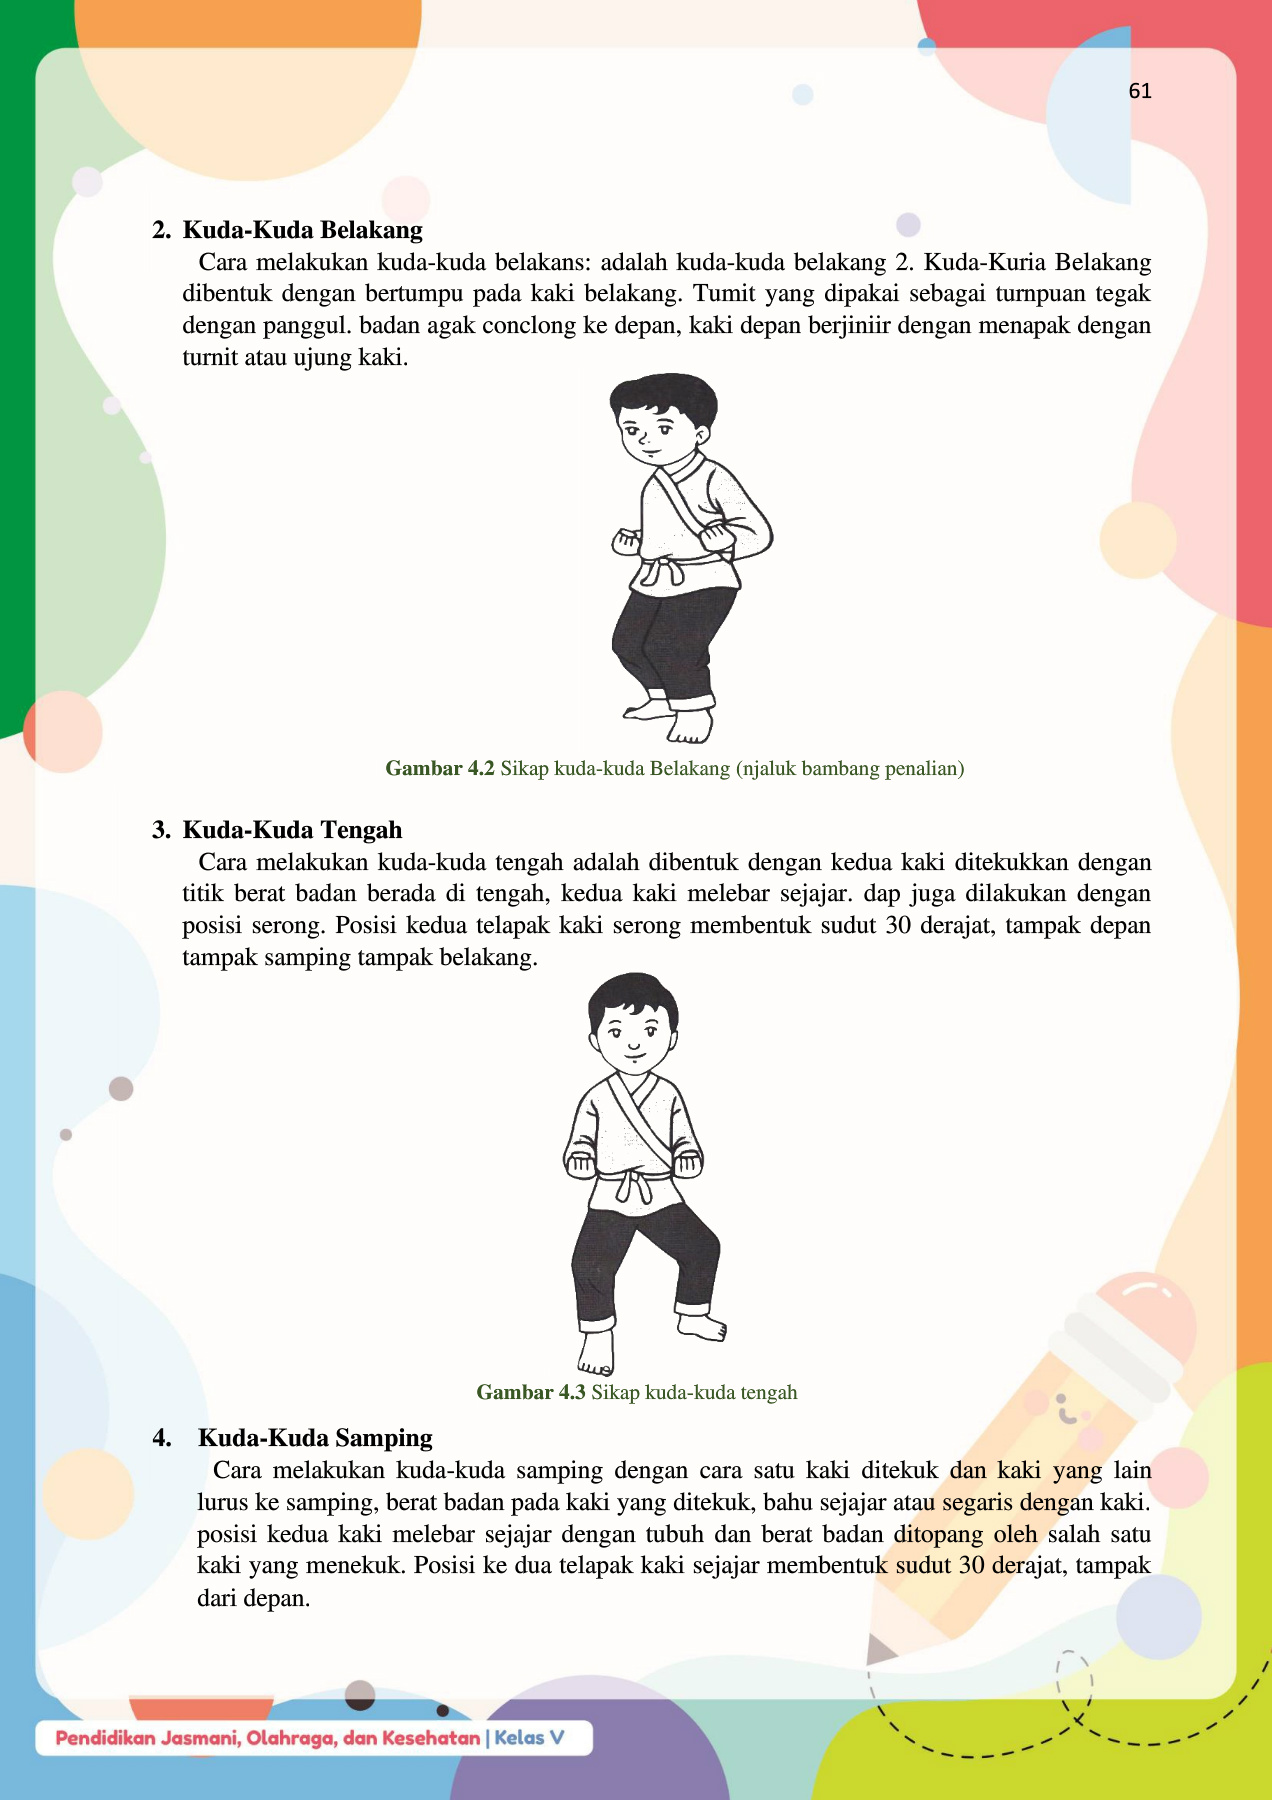 61
2. Kuda-Kuda Belakang
Cara melakukan kuda-kuda belakans: adalah kuda-kuda belakang 2. Kuda-Kuria Belakang
dibentuk dengan bertumpu pada kaki belakang. Tumit yang dipakai sebagai turnpuan tegak
dengan panggul. badan agak conclong ke depan, kaki depan berjiniir dengan menapak dengan
turnit atau ujung kaki.
Gambar 4.2 Sikap kuda-kuda Belakang (njaluk bambang penalian)
3. Kuda-Kuda Tengah
Cara melakukan kuda-kuda tengah adalah dibentuk dengan kedua kaki ditekukkan dengan
titik berat badan berada di tengah, kedua kaki melebar sejajar. dap juga dilakukan dengan
posisi serong. Posisi kedua telapak kaki serong membentuk sudut 30 derajat, tampak depan
tampak samping tampak belakang.
Gambar 4.3 Sikap kuda-kuda tengah
4. Kuda-Kuda Samping
Cara melakukan kuda-kuda samping dengan cara satu kaki ditekuk dan kaki yang lain
lurus ke samping, berat badan pada kaki yang ditekuk, bahu sejajar atau segaris dengan kaki.
posisi kedua kaki melebar sejajar dengan tubuh dan berat badan ditopang oleh salah satu
kaki yang menekuk. Posisi ke dua telapak kaki sejajar membentuk sudut 30 derajat, tampak
dari depan.
Pendidikan Jasmani, Olahraga, dan Kesehatan | Kelas V